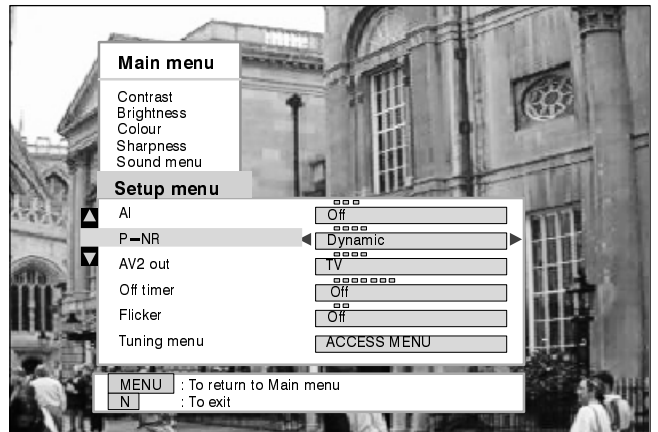 Main menu
Contrast
Brightness
Colour
Sharpness
Sound menu
Setup menu
AI Off
P-NR Dynamic
AV2 out TV
Off timer Off
Flicker Off
Tuning menu ACCESS MENU
MENU : To return to Main menu
N : To exit